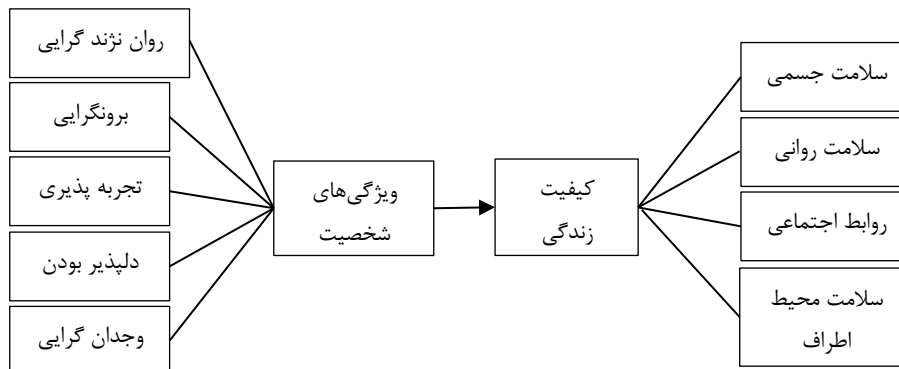 روان نژند گرایی
برونگرایی
تجربه پذیری
دلپذیر بودن
وجدان گرایی
ویژگی‌های
شخصیت
کیفیت
زندگی
سلامت جسمی
سلامت روانی
روابط اجتماعی
سلامت محیط
اطراف